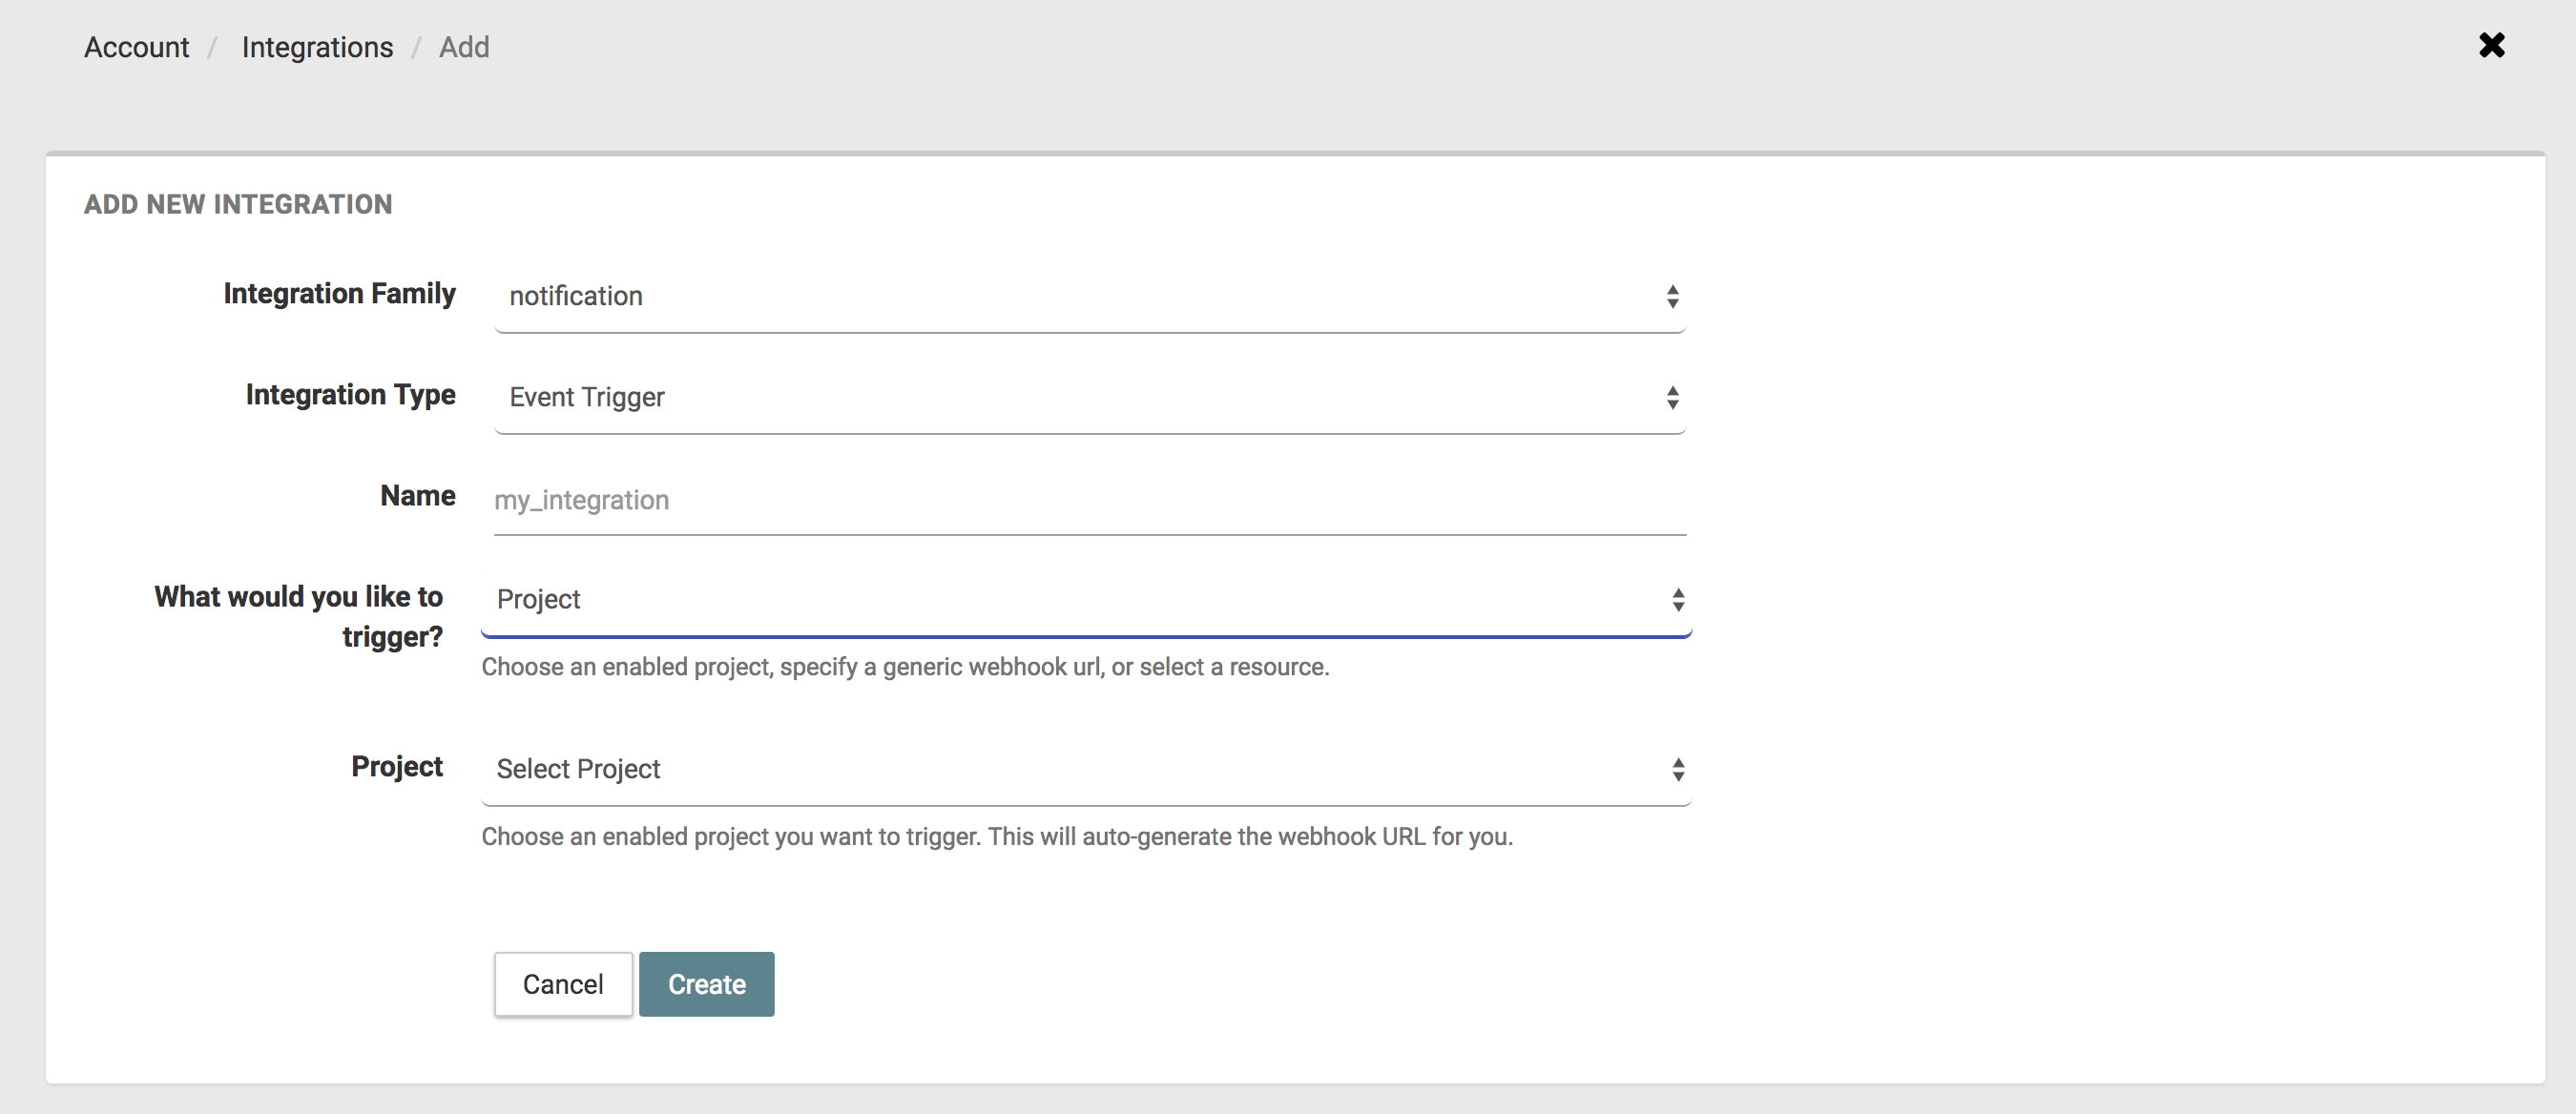 Account / Integrations / Add
ADD NEW INTEGRATION
Integration Family
notification
Integration Type
Event Trigger
Name
my_integration
What would you like to
trigger?
Project
Choose an enabled project, specify a generic webhook url, or select a resource.
Project
Select Project
Choose an enabled project you want to trigger. This will auto-generate the webhook URL for you.
Cancel
Create